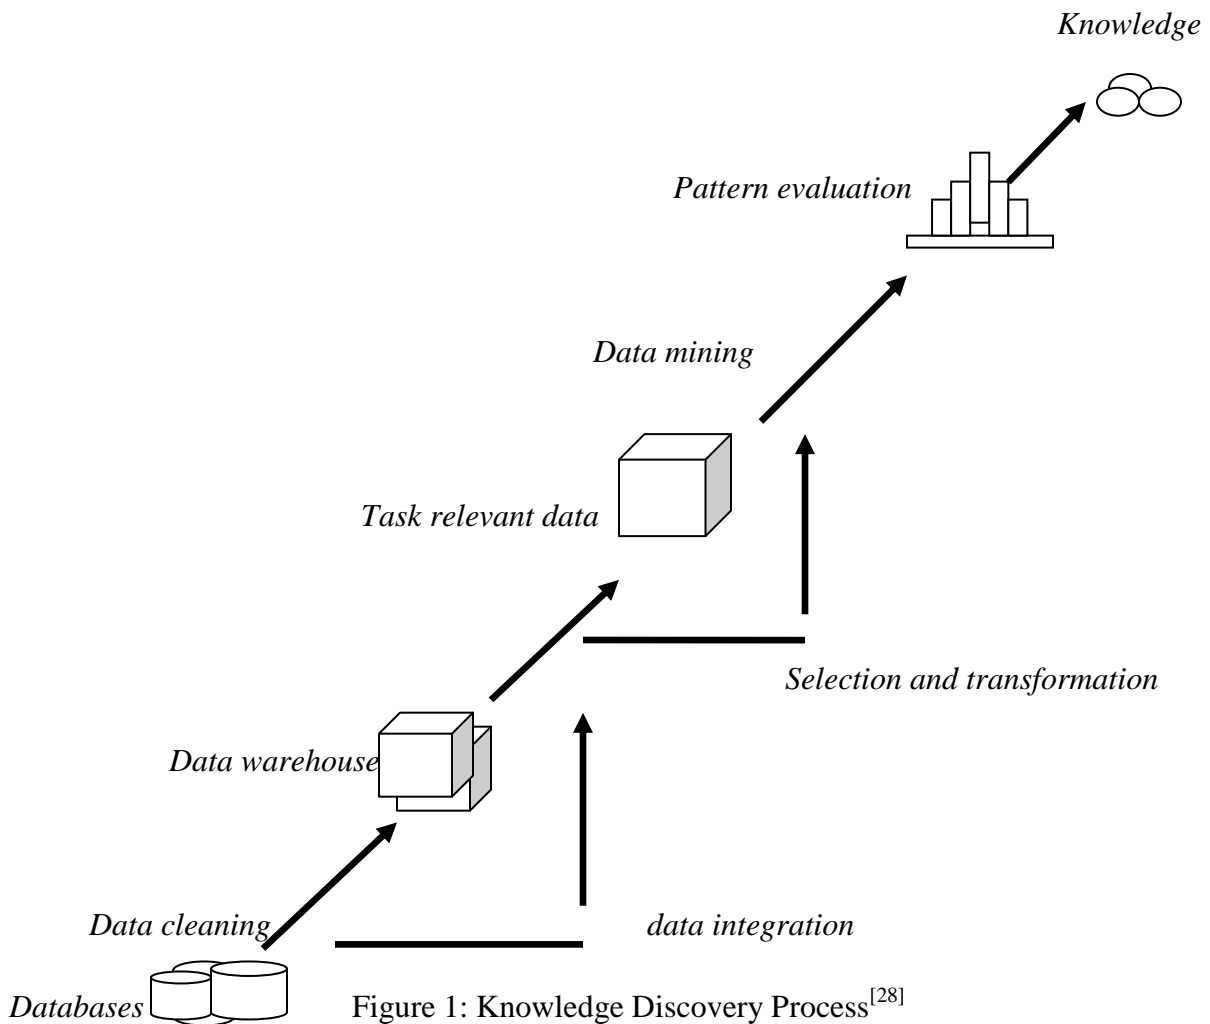 Knowledge
Pattern evaluation
Data mining
Task relevant data
Selection and transformation
Data warehouse
Data cleaning
data integration
Databases
Figure 1: Knowledge Discovery Process[28]